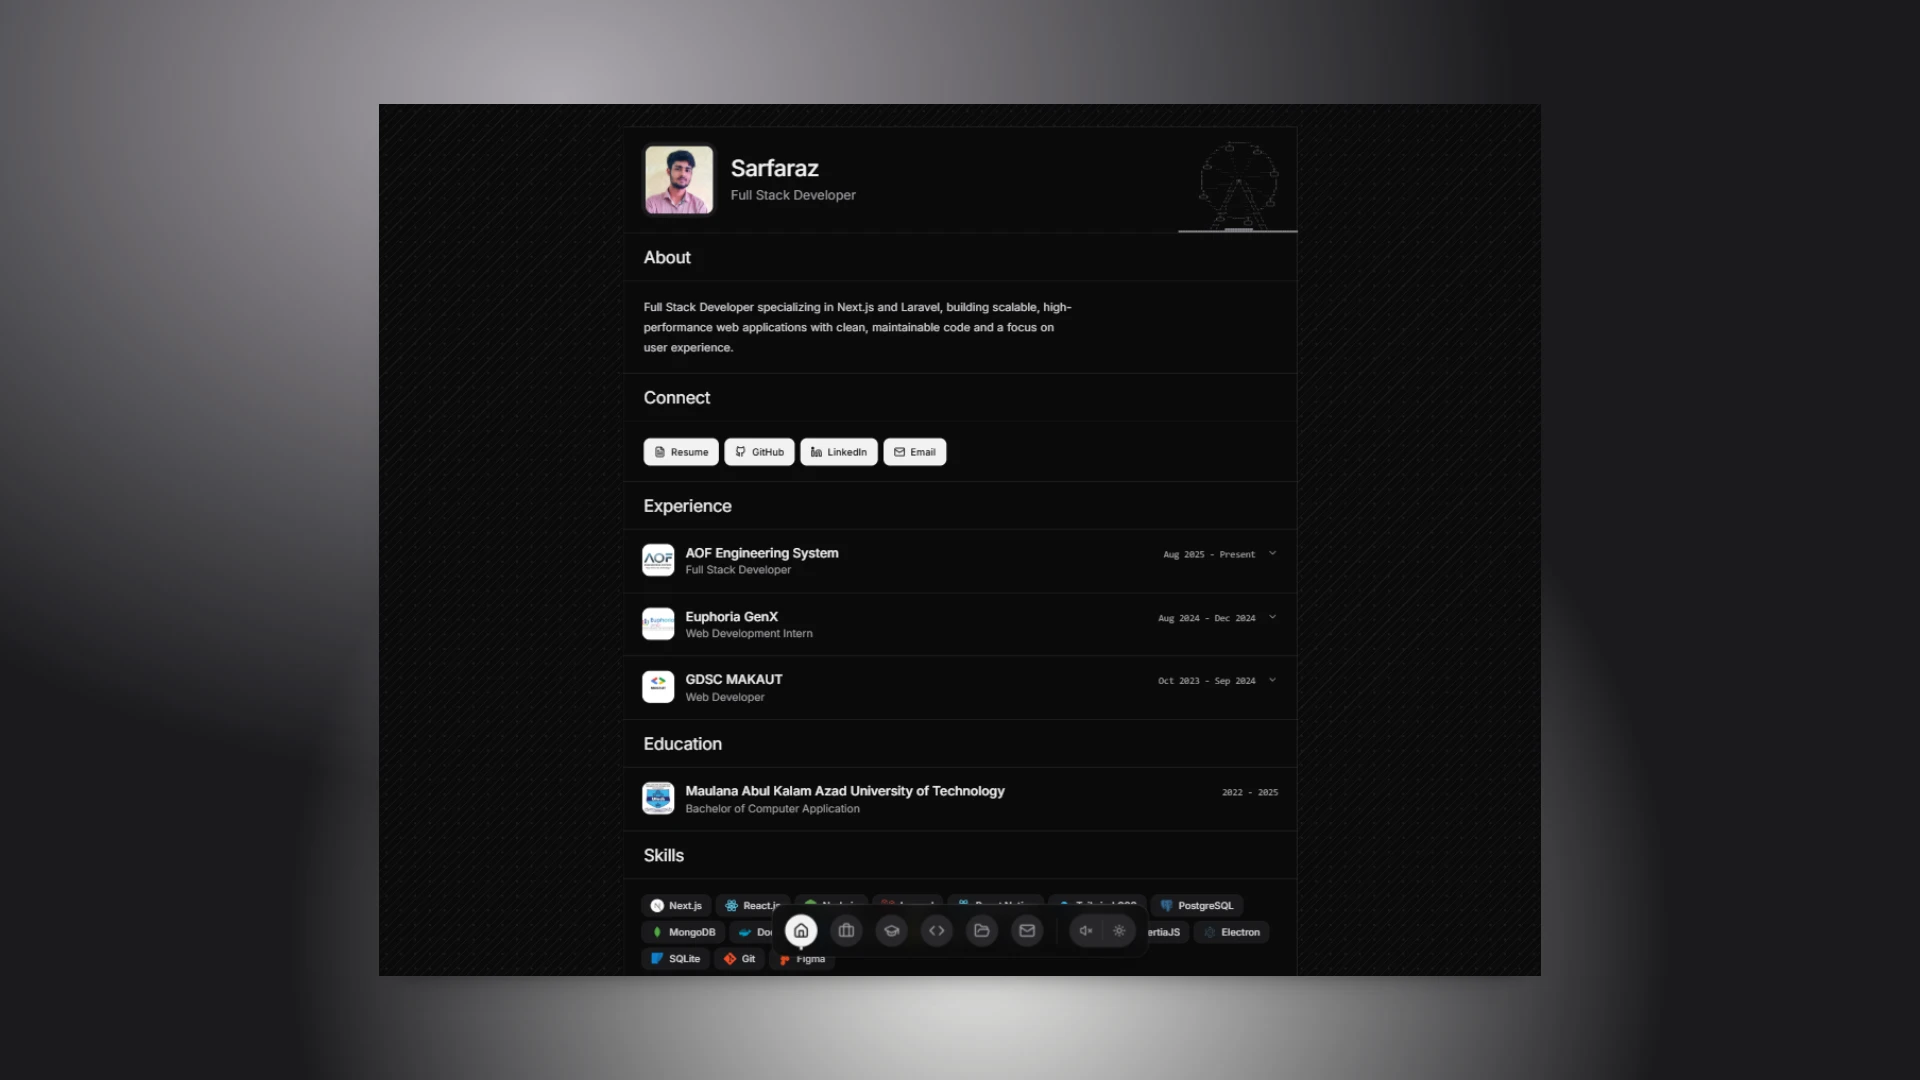 Sarfaraz
Full Stack Developer
About
Full Stack Developer specializing in Next.js and Laravel, building scalable, high-
performance web applications with clean, maintainable code and a focus on
user experience.
Connect
Resume GitHub LinkedIn Email
Experience
AOF
AOF Engineering System
Aug 2025 - Present
Full Stack Developer
Euphoria GenX
Aug 2024 - Dec 2024
Web Development Intern
GDSC MAKAUT
Oct 2023 - Sep 2024
Web Developer
Education
Maulana Abul Kalam Azad University of Technology
2022 - 2025
Bachelor of Computer Application
Skills
Next.js React.js PostgreSQL
MongoDB Electron
SQLite Git Figma